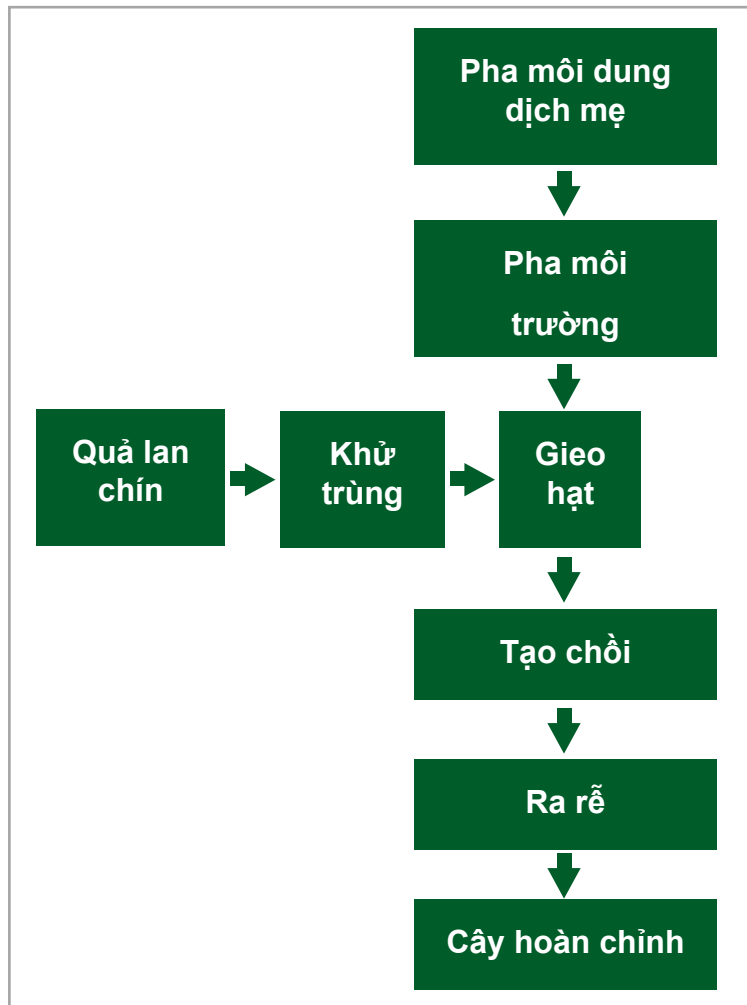 Pha môi dung
dịch mẹ
Pha môi
trường
Quả lan
chín
Khử
trùng
Gieo
hạt
Tạo chồi
Ra rễ
Cây hoàn chỉnh